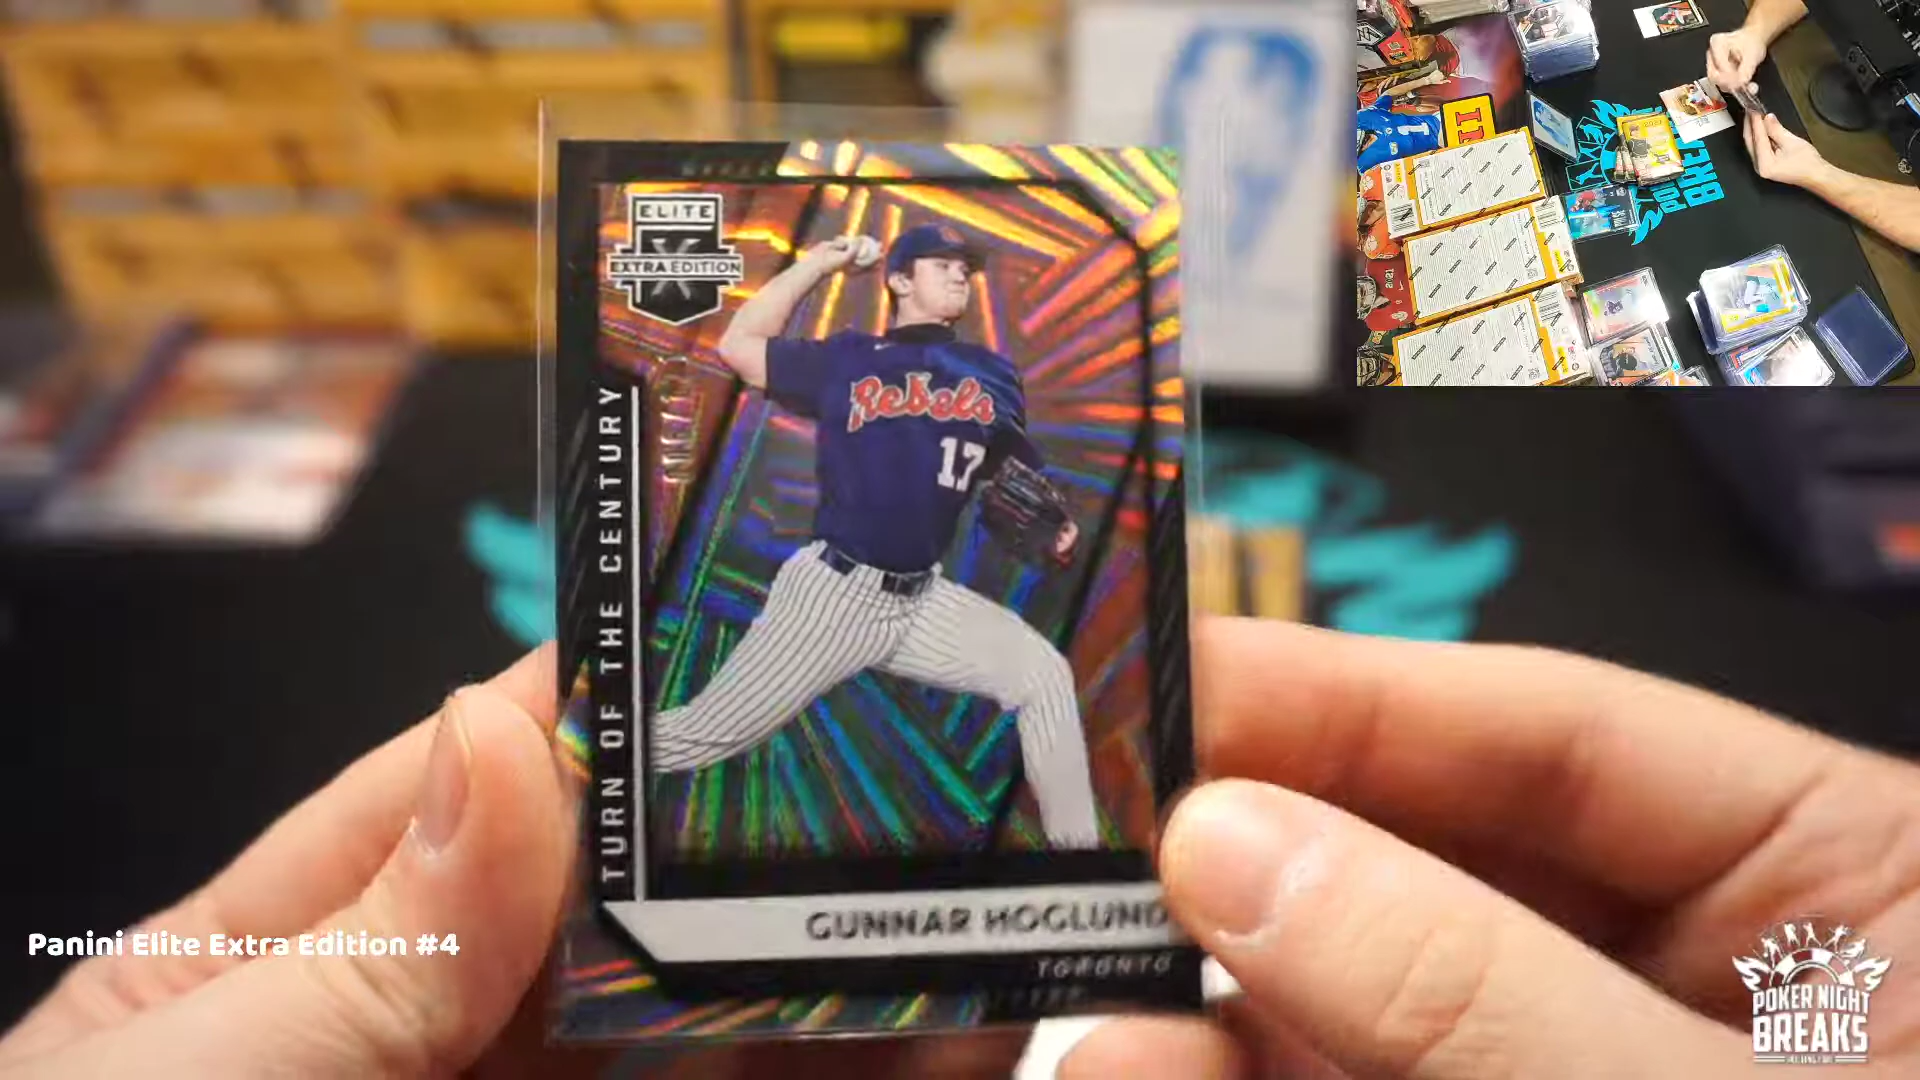 ELITE
X
EXTRA EDITION
Rebels
17
TURN OF THE CENTURY
GUNNAR HOGLUND
TORONTO
Panini Elite Extra Edition #4
POKER NIGHT
BREAKS